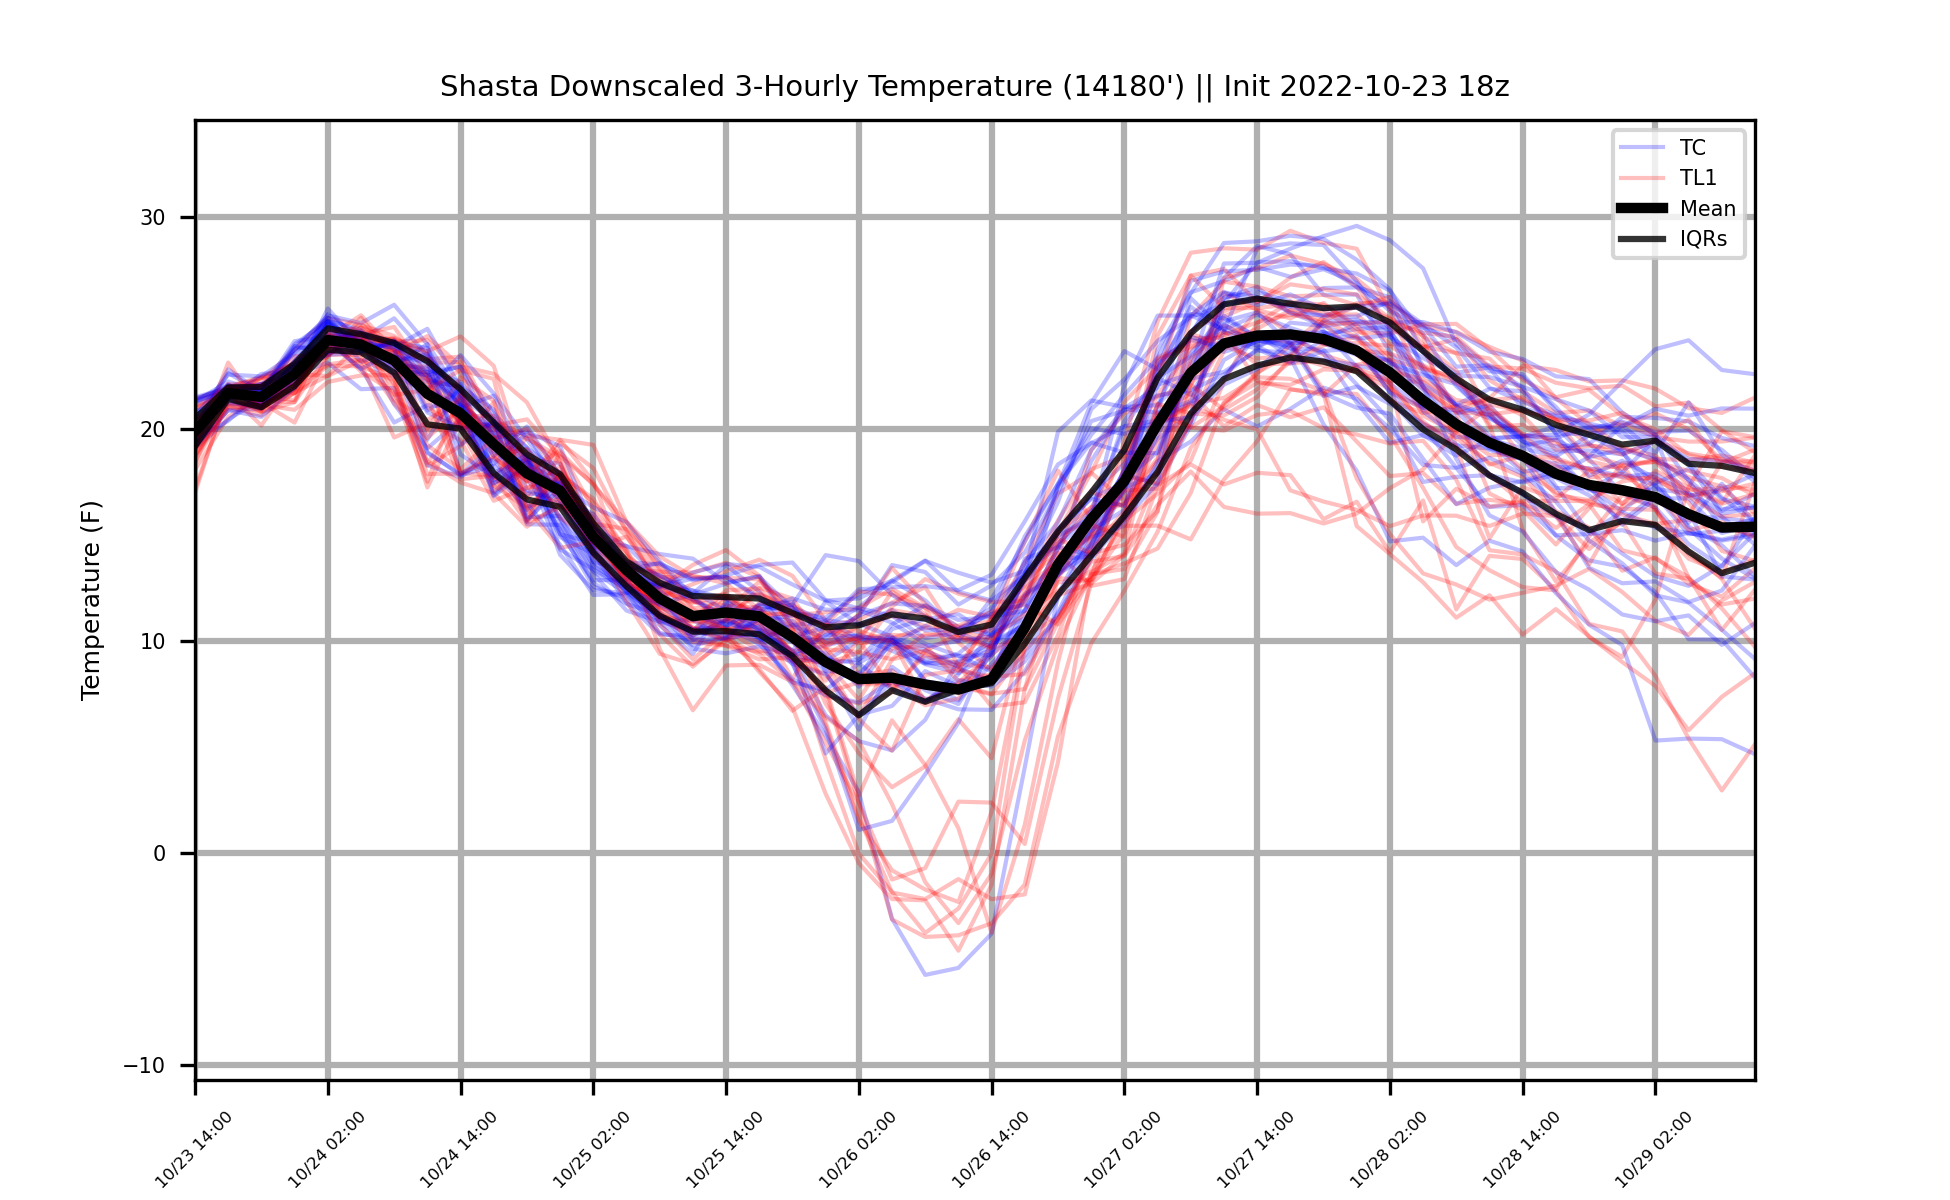 Shasta Downscaled 3-Hourly Temperature (14180') || Init 2022-10-23 18z
TC
TL1
Mean
IQRs
Temperature (F)
30
20
10
0
−10
10/23 14:00
10/24 02:00
10/24 14:00
10/25 02:00
10/25 14:00
10/26 02:00
10/26 14:00
10/27 02:00
10/27 14:00
10/28 02:00
10/28 14:00
10/29 02:00